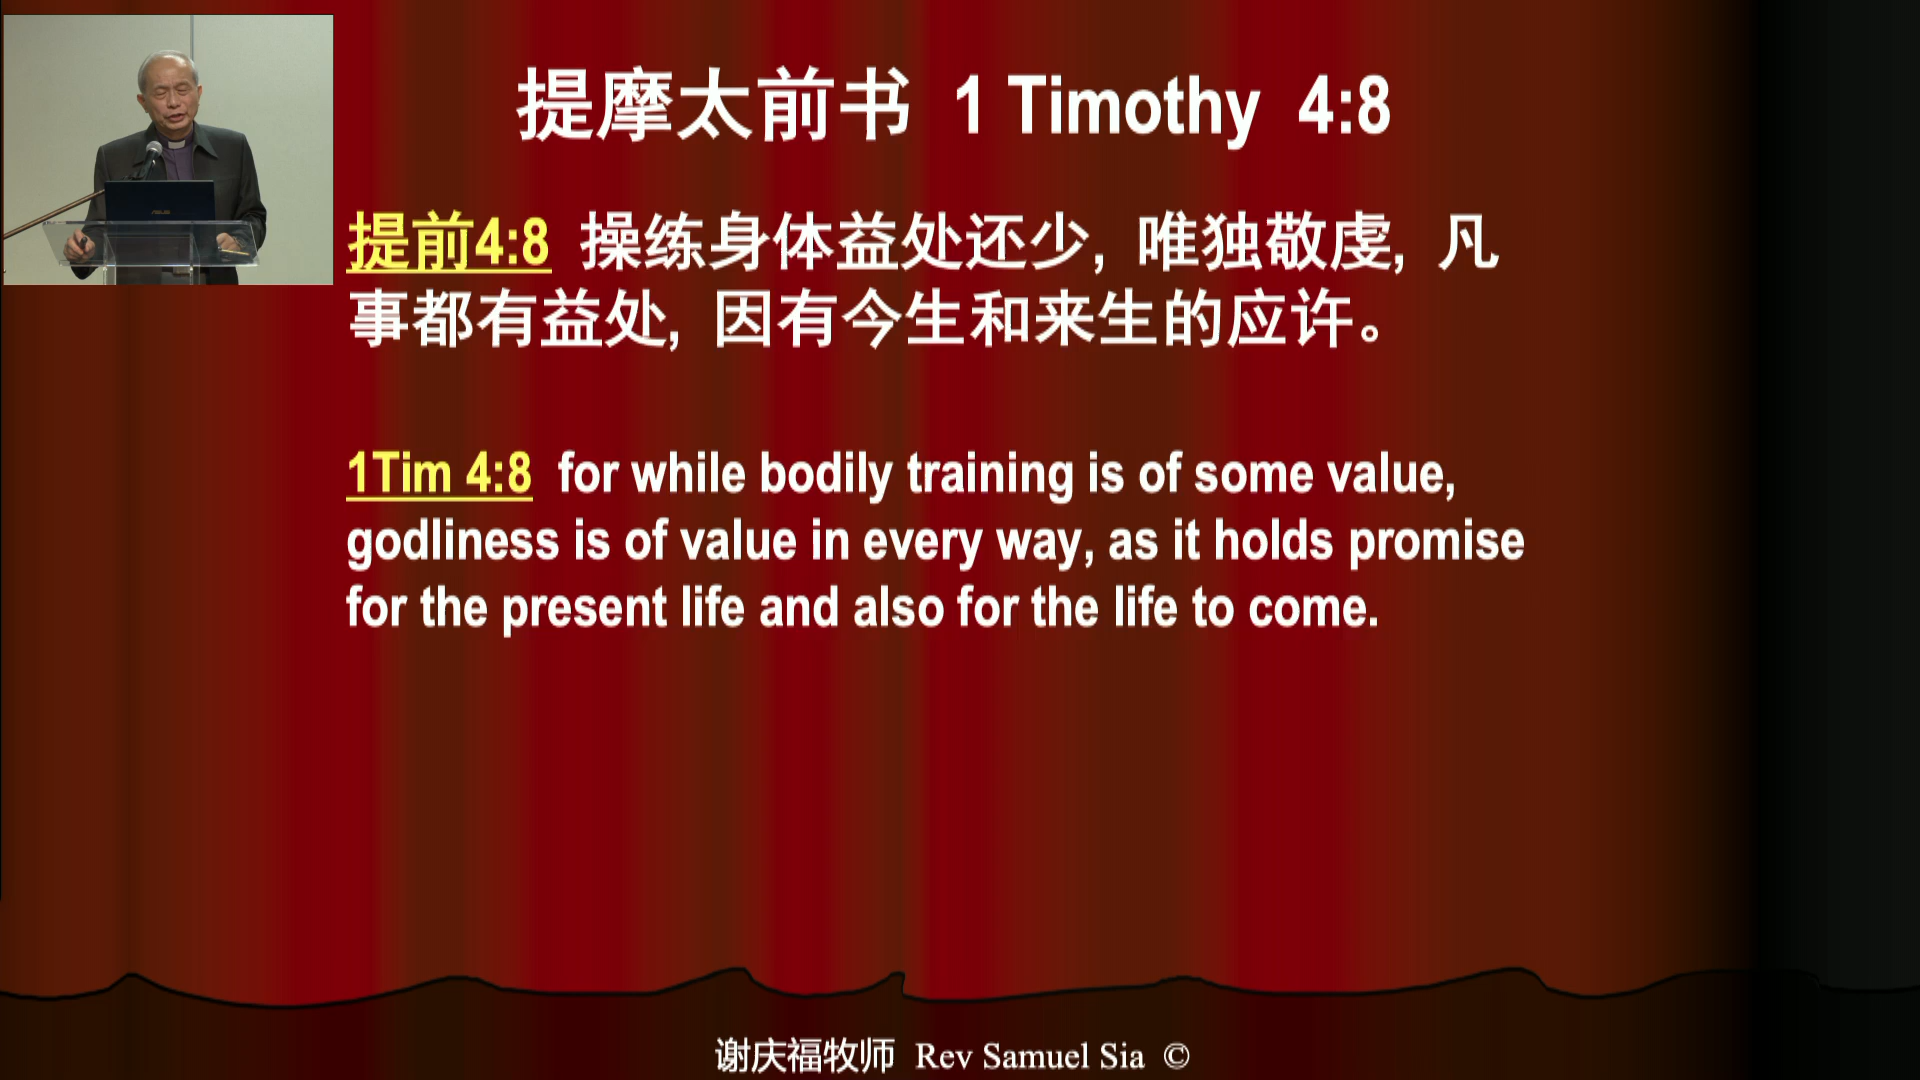 提摩太前书 1 Timothy 4:8
提前4:8 操练身体益处还少, 唯独敬虔, 凡
事都有益处, 因有今生和来生的应许。
1Tim 4:8 for while bodily training is of some value,
godliness is of value in every way, as it holds promise
for the present life and also for the life to come.
谢庆福牧师 Rev Samuel Sia ©